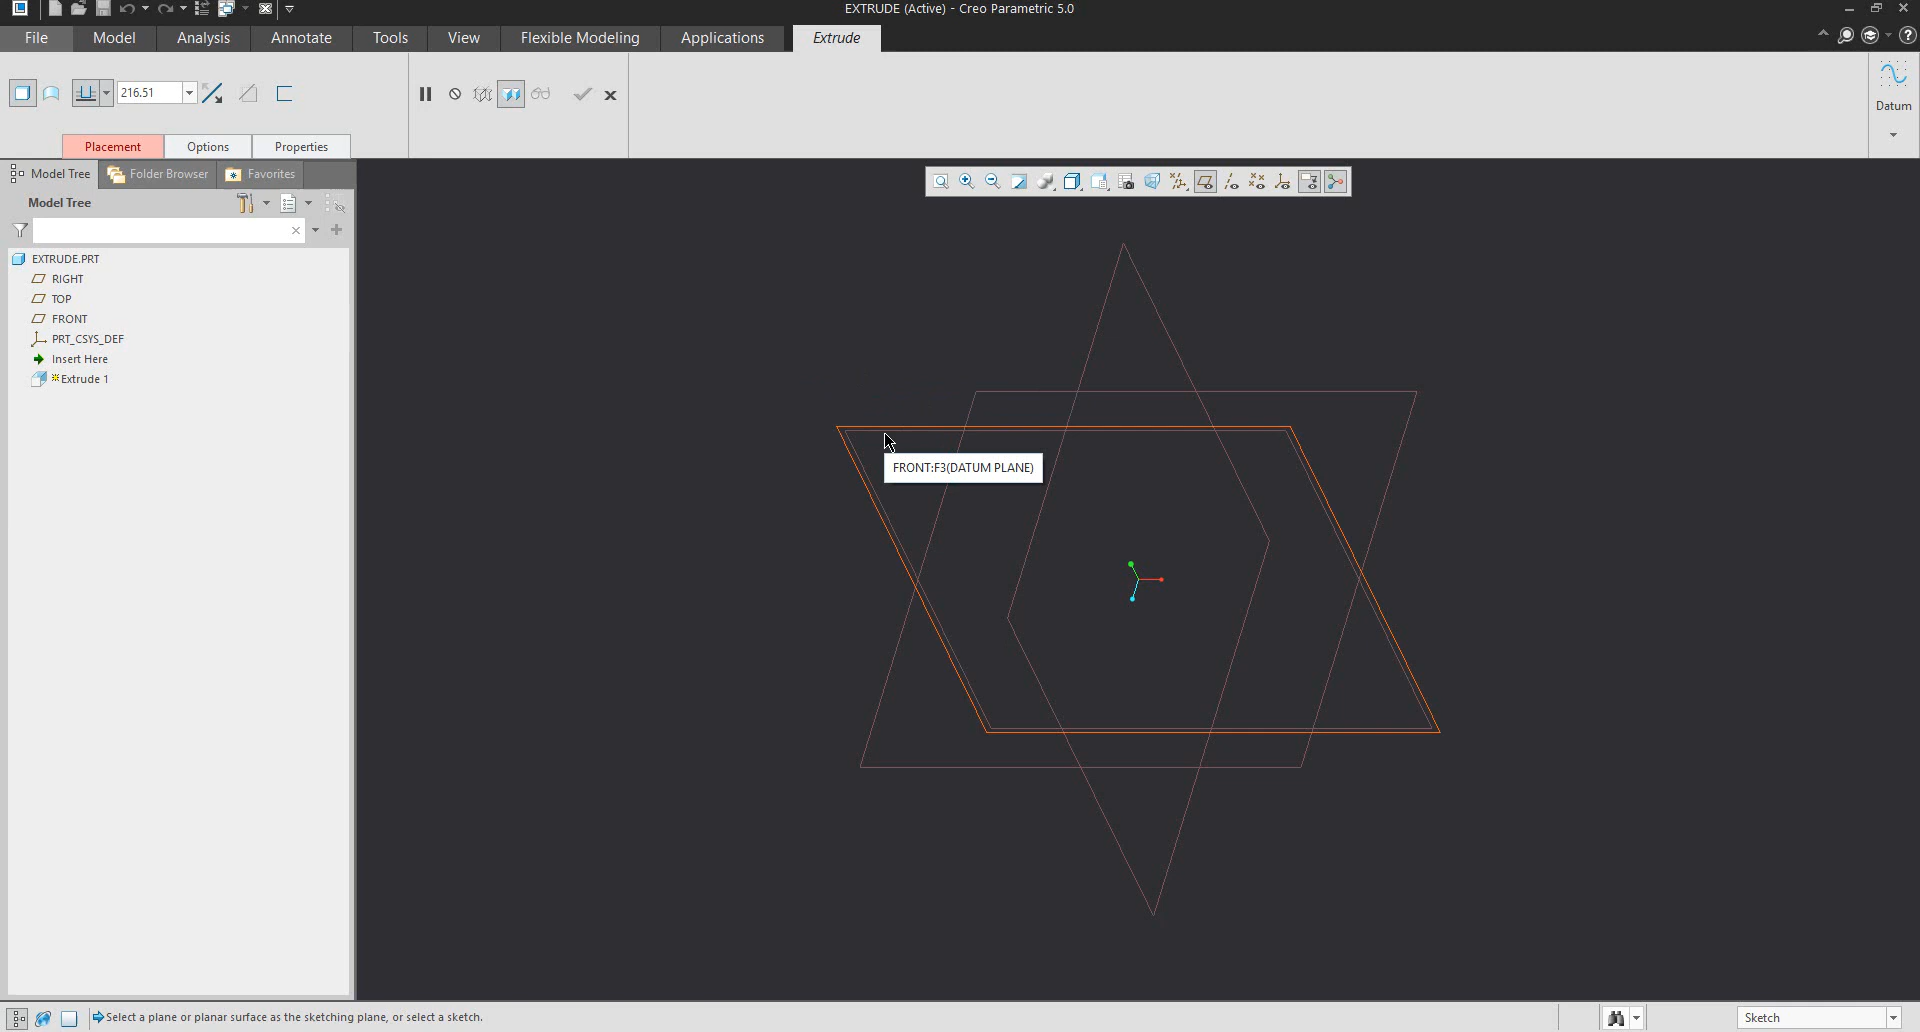 EXTRUDE (Active) - Creo Parametric 5.0
File Model Analysis Annotate Tools View Flexible Modeling Applications Extrude
216.51
Datum
Placement Options Properties
Model Tree Folder Browser Favorites
Model Tree
EXTRUDE.PRT
RIGHT
TOP
FRONT
PRT_CSYS_DEF
Insert Here
*Extrude 1
FRONT:F3(DATUM PLANE)
Select a plane or planar surface as the sketching plane, or select a sketch.
Sketch